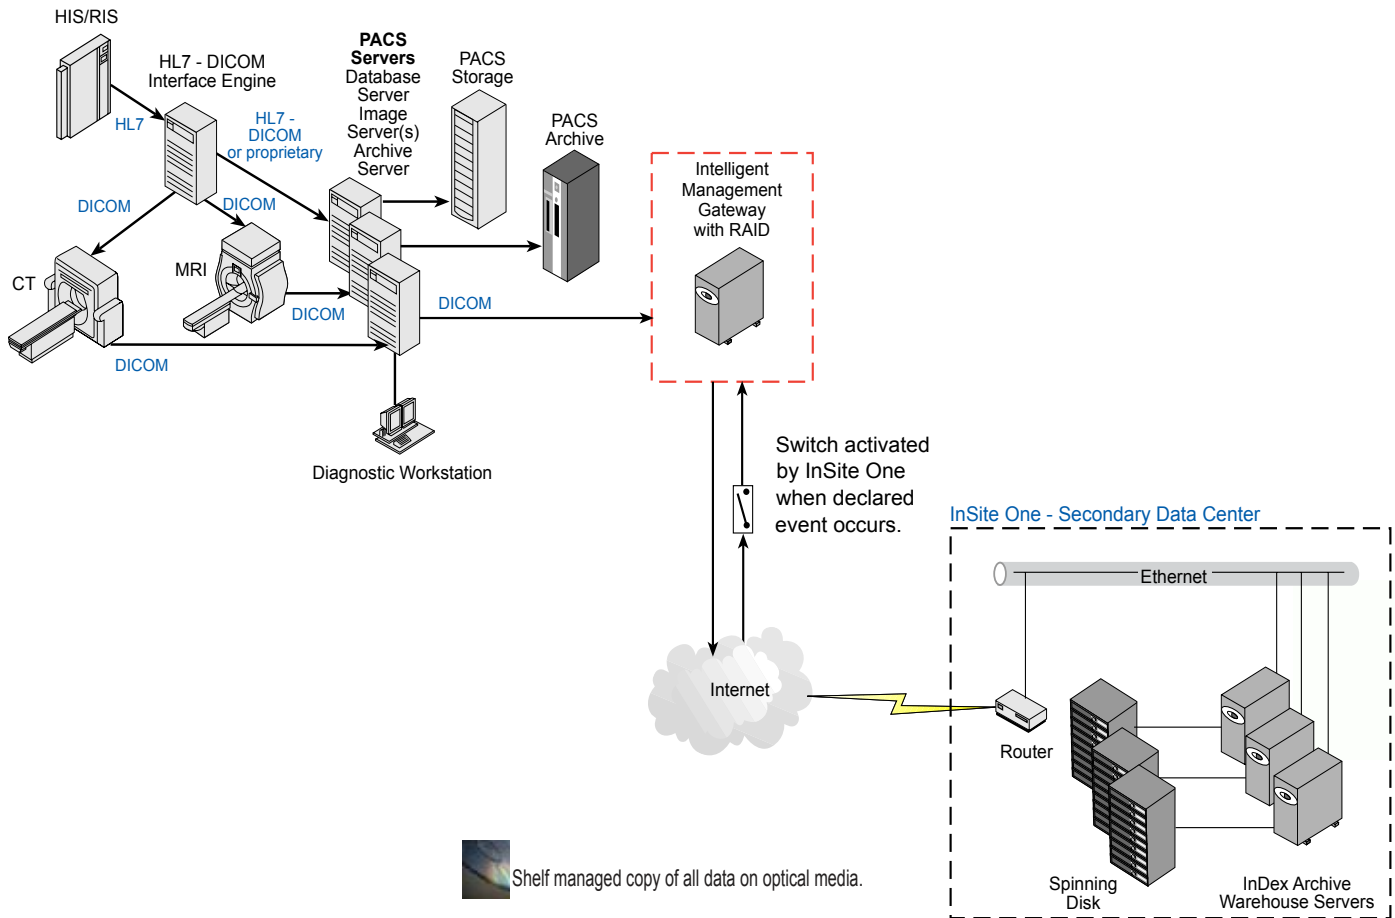 HIS/RIS
HL7 - DICOM
Interface Engine
PACS
Servers
Database
Server
Image
Server(s)
Archive
Server
PACS
Storage
PACS
Archive
HL7
HL7 -
DICOM
or proprietary
DICOM
DICOM
CT
MRI
DICOM
DICOM
DICOM
Intelligent
Management
Gateway
with RAID
Diagnostic Workstation
Switch activated
by InSite One
when declared
event occurs.
InSite One - Secondary Data Center
Ethernet
Internet
Router
Spinning
Disk
InDex Archive
Warehouse Servers
Shelf managed copy of all data on optical media.